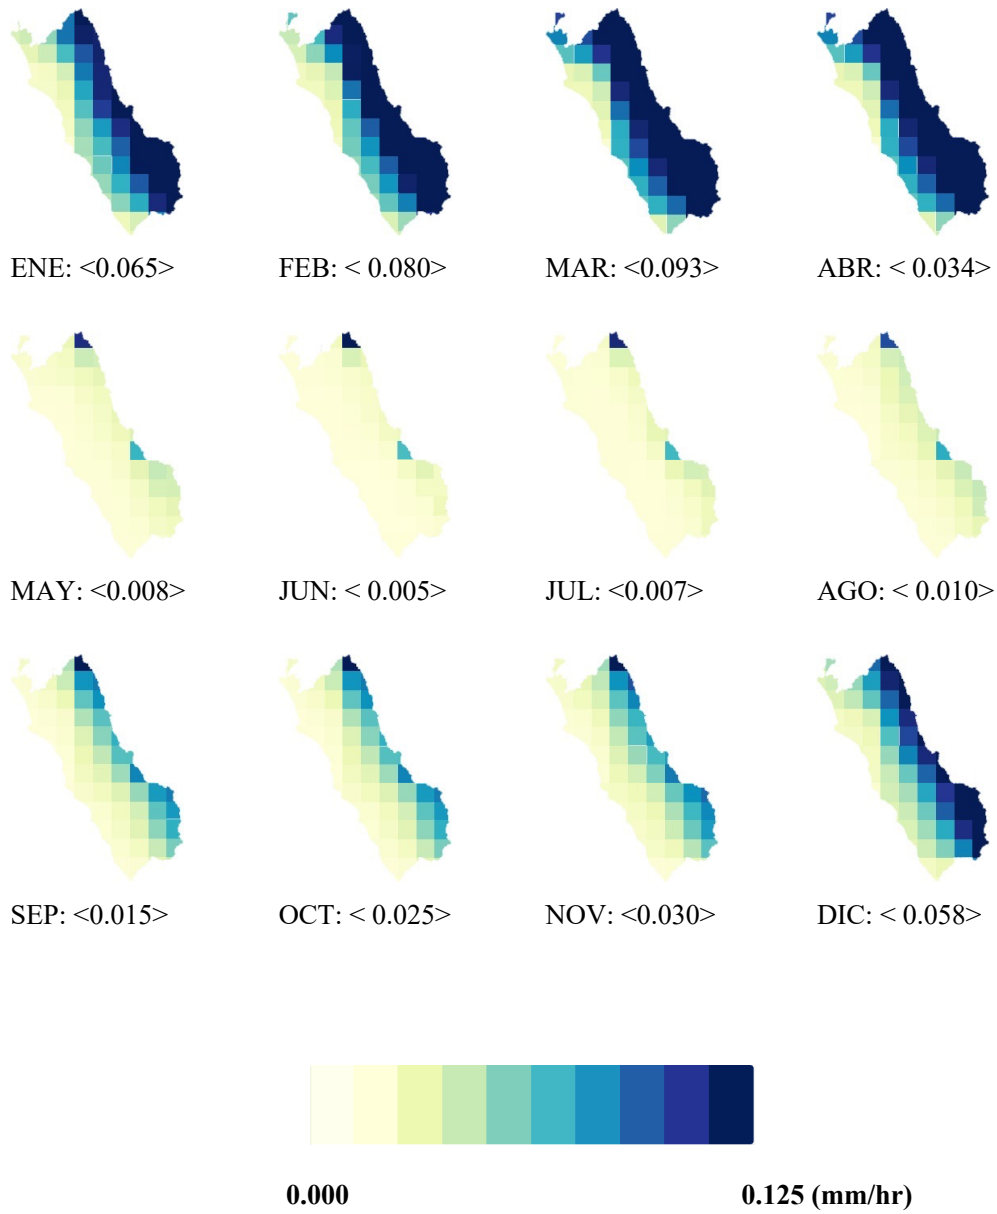 ENE: <0.065> FEB: < 0.080> MAR: <0.093> ABR: < 0.034>
MAY: <0.008> JUN: < 0.005> JUL: <0.007> AGO: < 0.010>
SEP: <0.015> OCT: < 0.025> NOV: <0.030> DIC: < 0.058>
0.000 0.125 (mm/hr)